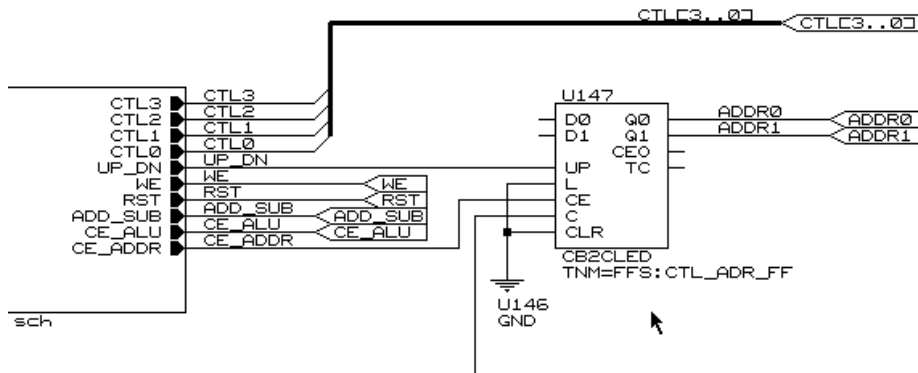 CTL[3..0]
CTL[3..0]
CTL3
CTL3
CTL2
CTL2
CTL1
CTL1
CTL0
CTL0
UP_DN
UP_DN
WE
WE
WE
RST
RST
RST
ADD_SUB
ADD_SUB
ADD_SUB
CE_ALU
CE_ALU
CE_ALU
CE_ADDR
CE_ADDR
sch
U147
D0
Q0
ADDR0
ADDR0
D1
Q1
ADDR1
ADDR1
CEO
UP
TC
L
CE
C
CLR
CB2CLED
TNM=FFS:CTL_ADR_FF
U146
GND